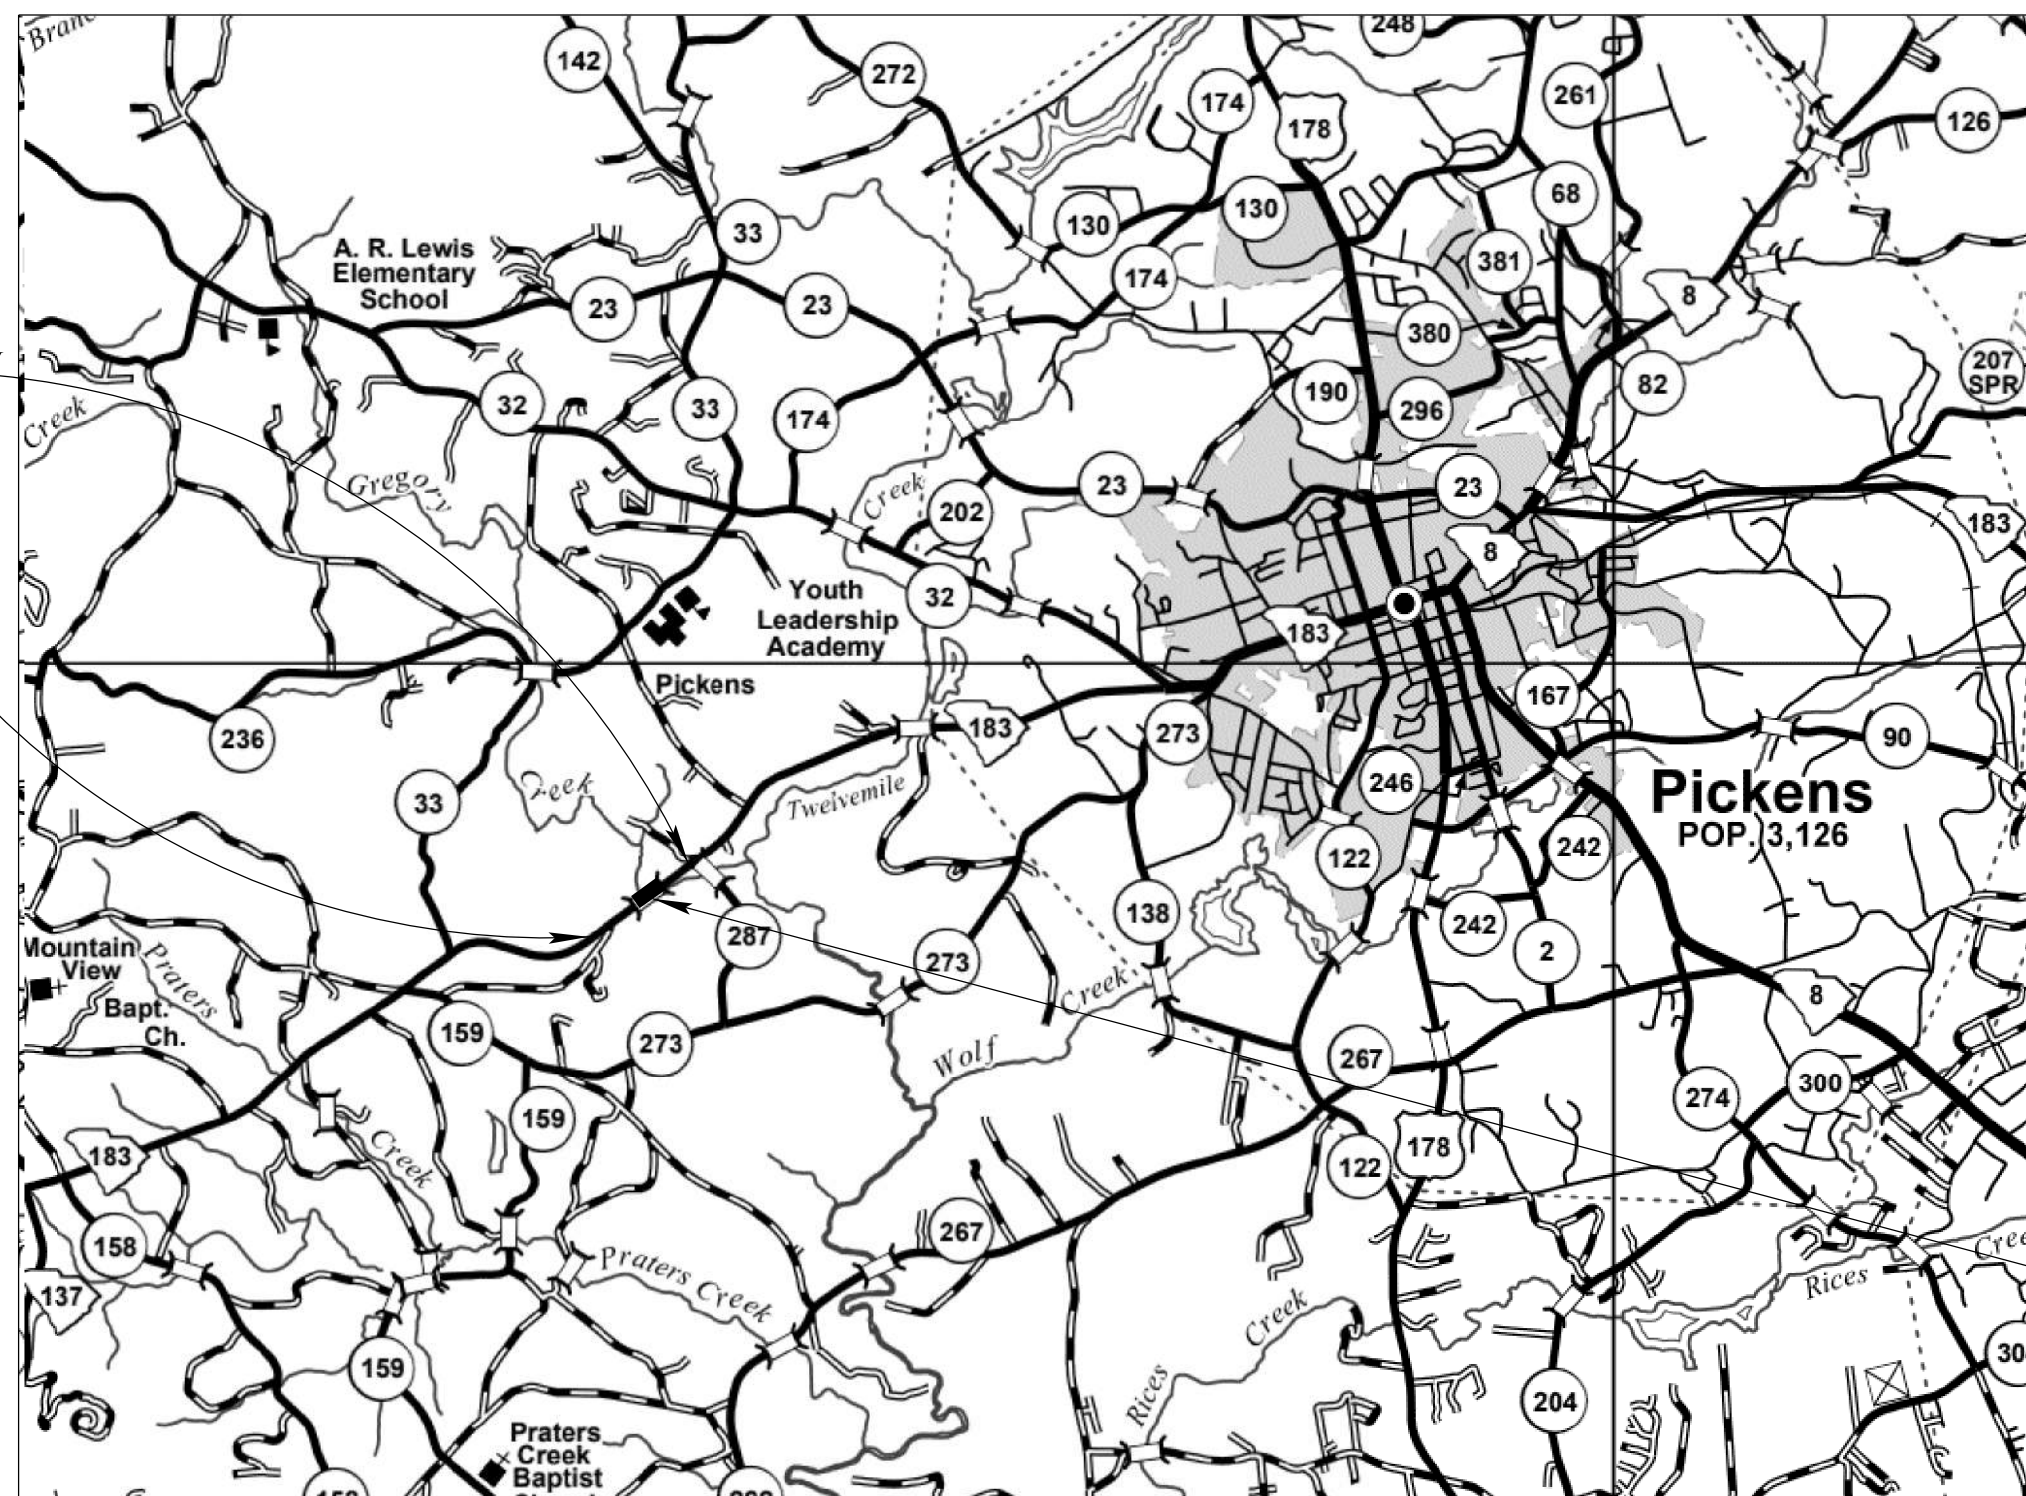 Branc
142
272
248
174
178
261
126
33
130
130
68
A. R. Lewis
Elementary
School
23
23
174
381
8
380
207
SPR
32
33
174
190
296
82
Creek
Gregory
Creek
202
23
23
183
8
Youth
Leadership
Academy
32
183
Pickens
236
183
273
167
90
33
Creek
Twelvemile
246
Pickens
POP. 3,126
122
242
138
242
2
287
273
Mountain
View
Bapt.
Ch.
Praters
Creek
8
159
273
Wolf
267
300
274
159
183
Creek
122
178
158
267
137
Praters Creek
Creek
Rices
Cree
159
Rices
204
30
Praters
Creek
Baptist